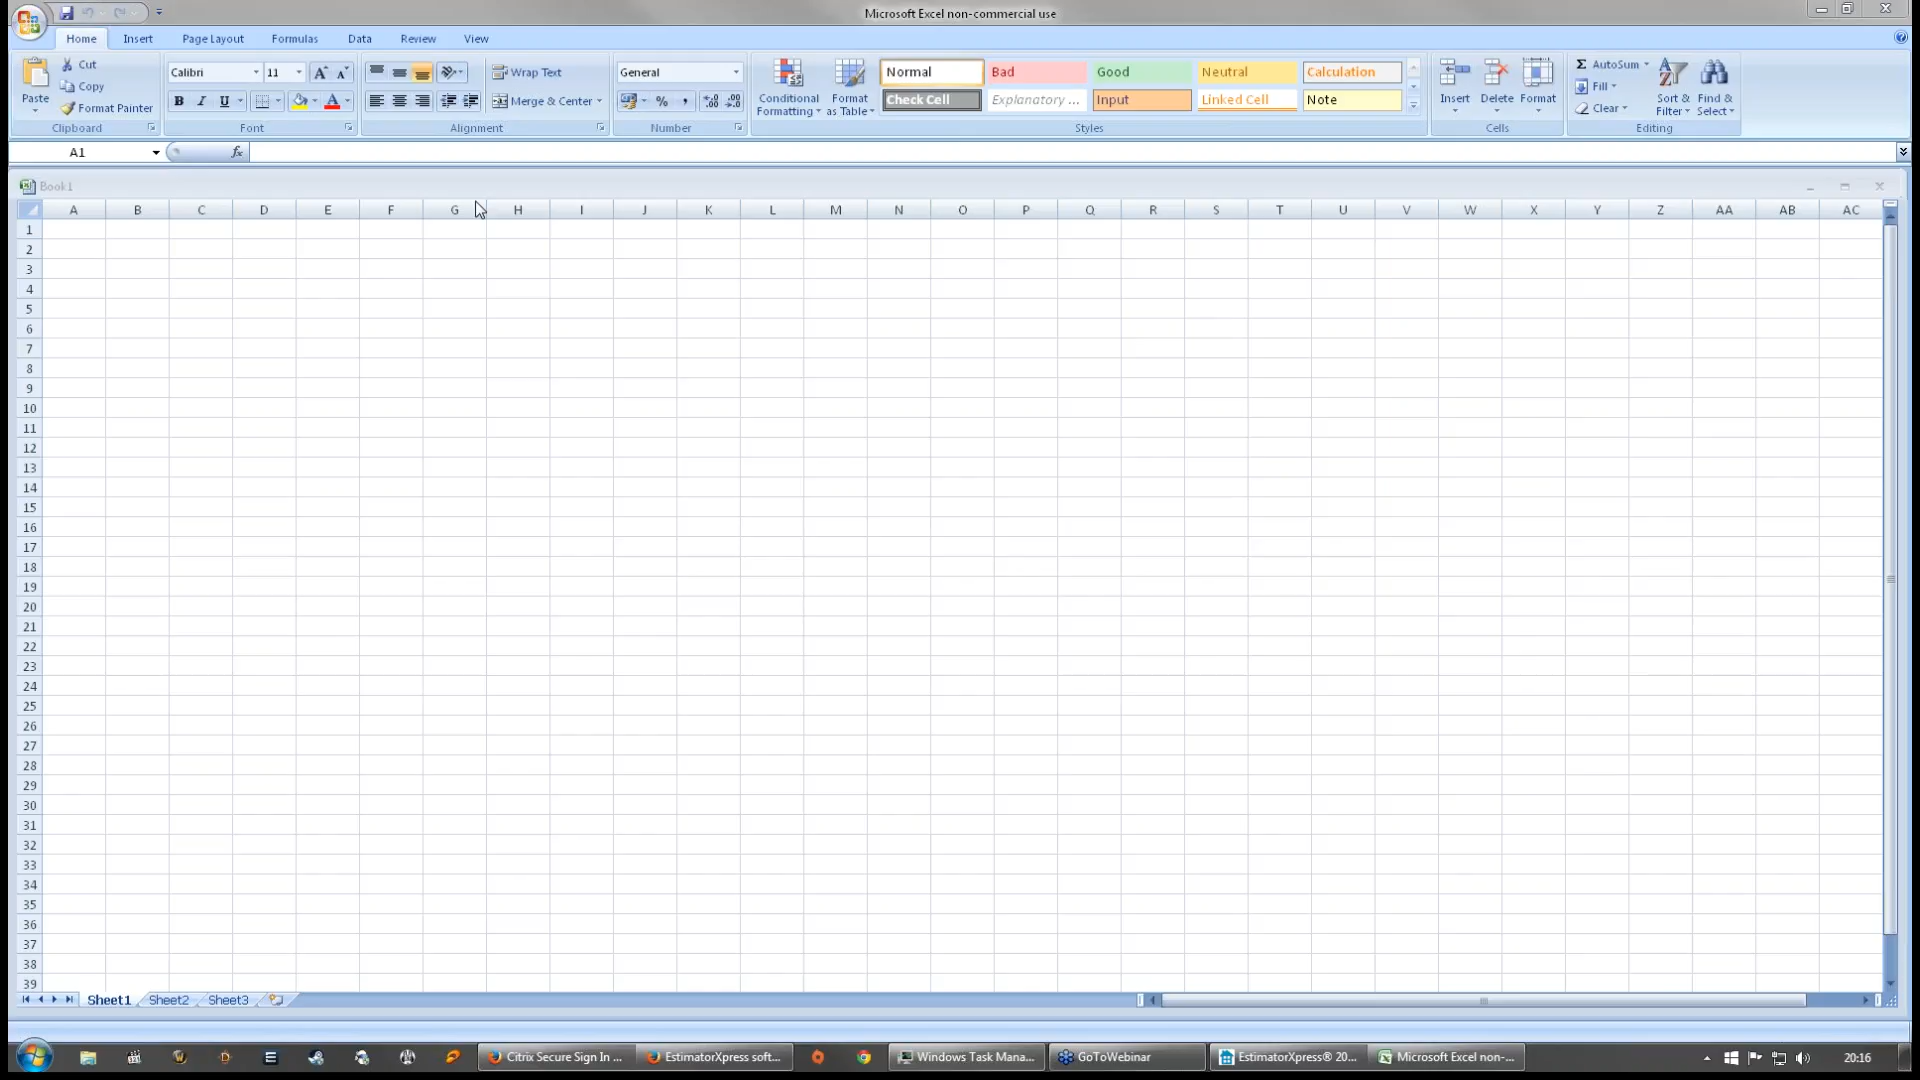 Microsoft Excel non-commercial use
Home Insert Page Layout Formulas Data Review View
Paste Cut Copy Format Painter Clipboard
Calibri 11 B I U Font
Wrap Text Merge & Center Alignment
General % , Number
Conditional Formatting Format as Table
Normal Bad Good Neutral Calculation
Check Cell Explanatory ... Input Linked Cell Note
Styles
Insert Delete Format Cells
Σ AutoSum Fill Clear Sort & Filter Find & Select Editing
A1 fx
Book1
A B C D E F G H I J K L M N O P Q R S T U V W X Y Z AA AB AC
1
2
3
4
5
6
7
8
9
10
11
12
13
14
15
16
17
18
19
20
21
22
23
24
25
26
27
28
29
30
31
32
33
34
35
36
37
38
39
Sheet1 Sheet2 Sheet3
Citrix Secure Sign In ... EstimatorXpress soft... Windows Task Mana... GoToWebinar EstimatorXpress® 20... Microsoft Excel non-... 20:16